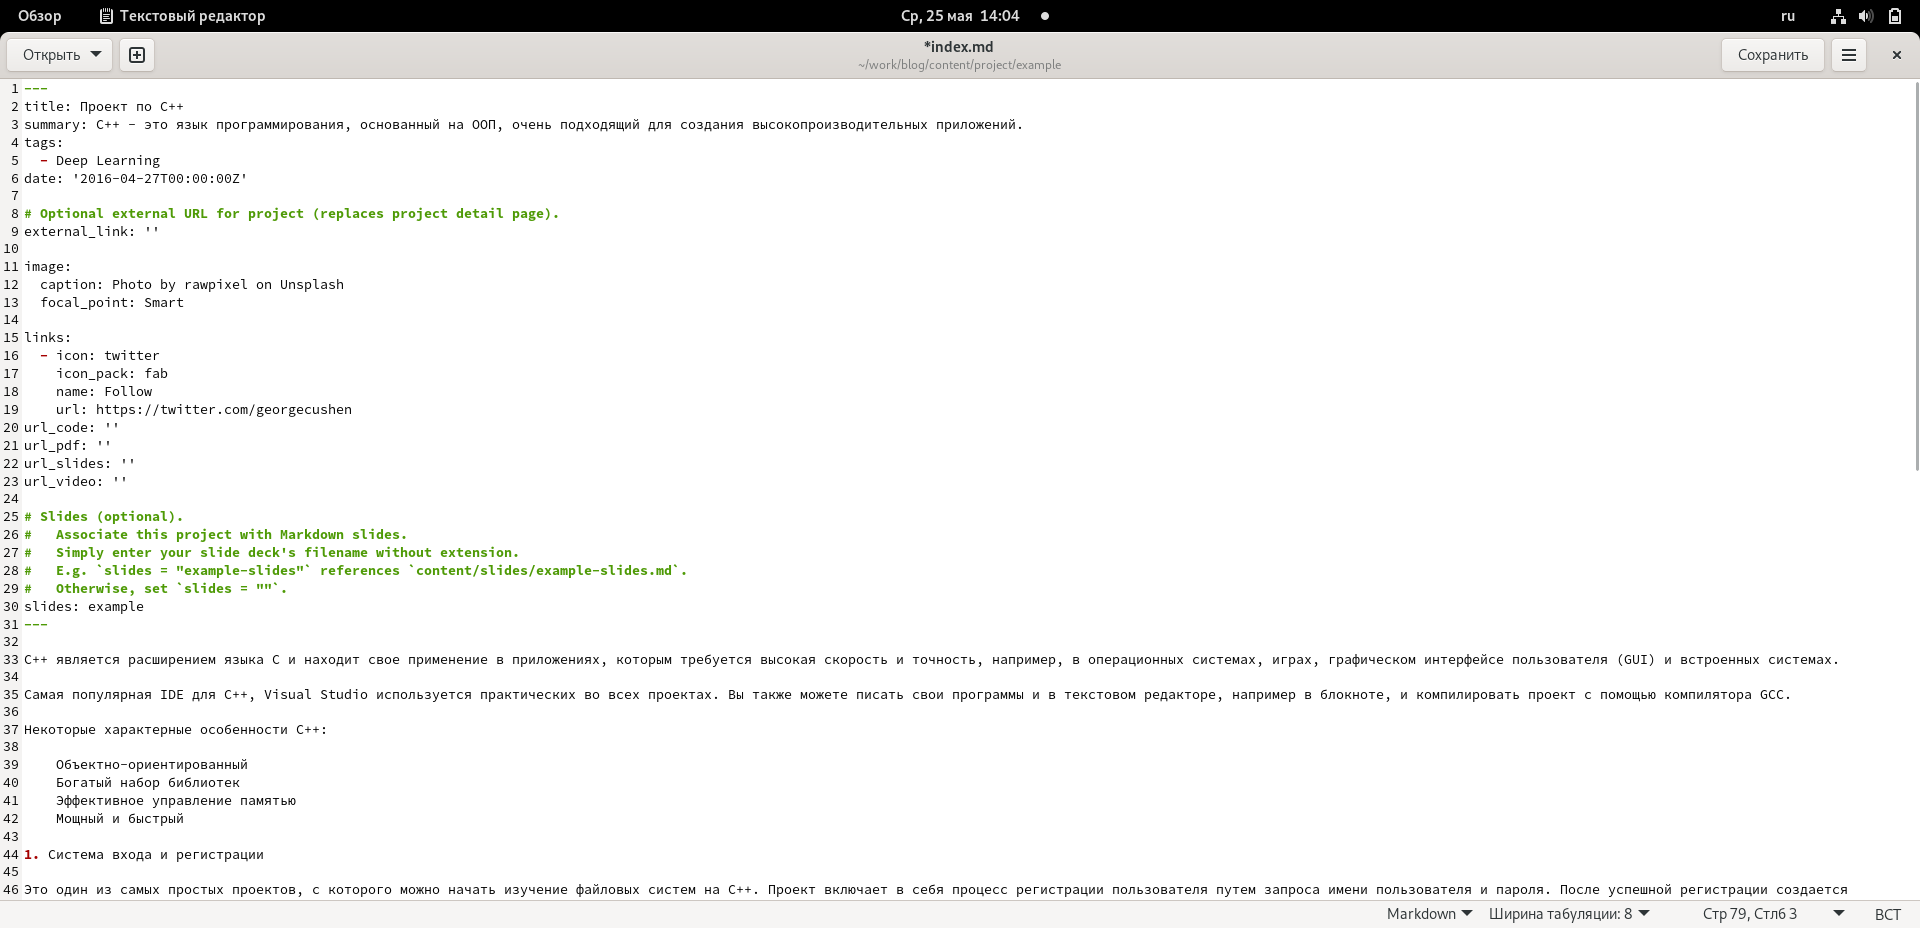 Обзор Текстовый редактор Ср, 25 мая 14:04 ru
Открыть *index.md Сохранить
~/work/blog/content/project/example
1 ---
2 title: Проект по C++
3 summary: C++ - это язык программирования, основанный на ООП, очень подходящий для создания высокопроизводительных приложений.
4 tags:
5   - Deep Learning
6 date: '2016-04-27T00:00:00Z'
7
8 # Optional external URL for project (replaces project detail page).
9 external_link: ''
10
11 image:
12   caption: Photo by rawpixel on Unsplash
13   focal_point: Smart
14
15 links:
16   - icon: twitter
17     icon_pack: fab
18     name: Follow
19     url: https://twitter.com/georgecushen
20 url_code: ''
21 url_pdf: ''
22 url_slides: ''
23 url_video: ''
24
25 # Slides (optional).
26 #   Associate this project with Markdown slides.
27 #   Simply enter your slide deck's filename without extension.
28 #   E.g. `slides = "example-slides"` references `content/slides/example-slides.md`.
29 #   Otherwise, set `slides = ""`.
30 slides: example
31 ---
32
33 C++ является расширением языка C и находит свое применение в приложениях, которым требуется высокая скорость и точность, например, в операционных системах, играх, графическом интерфейсе пользователя (GUI) и встроенных системах.
34
35 Самая популярная IDE для C++, Visual Studio используется практических во всех проектах. Вы также можете писать свои программы и в текстовом редакторе, например в блокноте, и компилировать проект с помощью компилятора GCC.
36
37 Некоторые характерные особенности C++:
38
39     Объектно-ориентированный
40     Богатый набор библиотек
41     Эффективное управление памятью
42     Мощный и быстрый
43
44 1. Система входа и регистрации
45
46 Это один из самых простых проектов, с которого можно начать изучение файловых систем на C++. Проект включает в себя процесс регистрации пользователя путем запроса имени пользователя и пароля. После успешной регистрации создается
Markdown Ширина табуляции: 8 Стр 79, Стлб 3 ВСТ